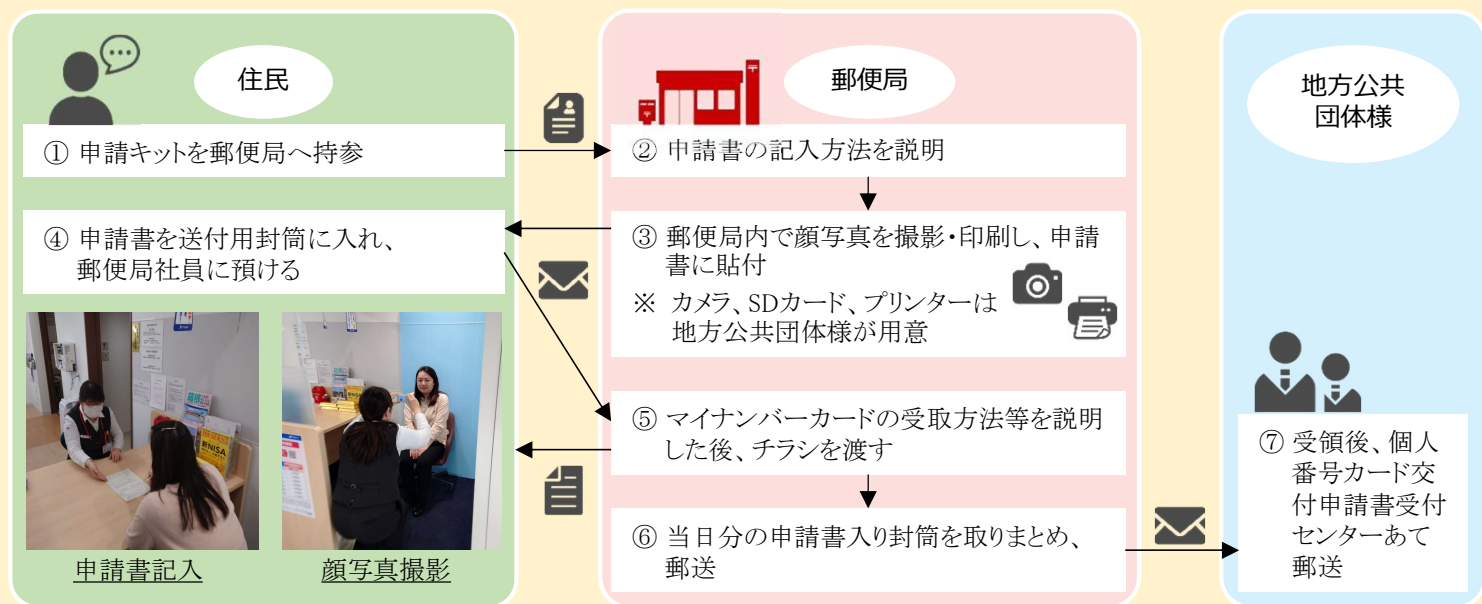 住民
① 申請キットを郵便局へ持参
④ 申請書を送付用封筒に入れ、
郵便局社員に預ける
申請書記入
顔写真撮影
郵便局
② 申請書の記入方法を説明
③ 郵便局内で顔写真を撮影・印刷し、申請
書に貼付
※ カメラ、SDカード、プリンターは
地方公共団体様が用意
⑤ マイナンバーカードの受取方法等を説明
した後、チラシを渡す
⑥ 当日分の申請書入り封筒を取りまとめ、
郵送
地方公共
団体様
⑦ 受領後、個人
番号カード交
付申請書受付
センターあて
郵送